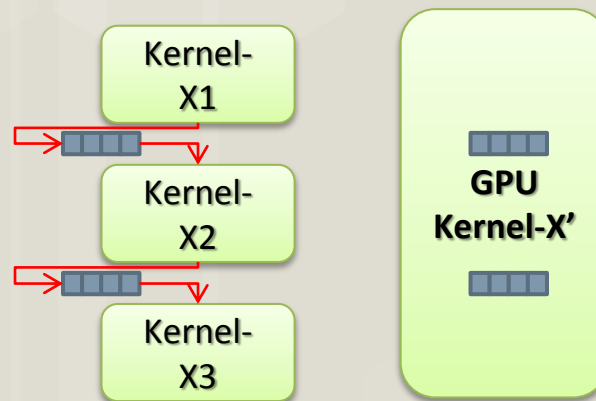 Kernel-
X1
Kernel-
X2
Kernel-
X3
GPU
Kernel-X’